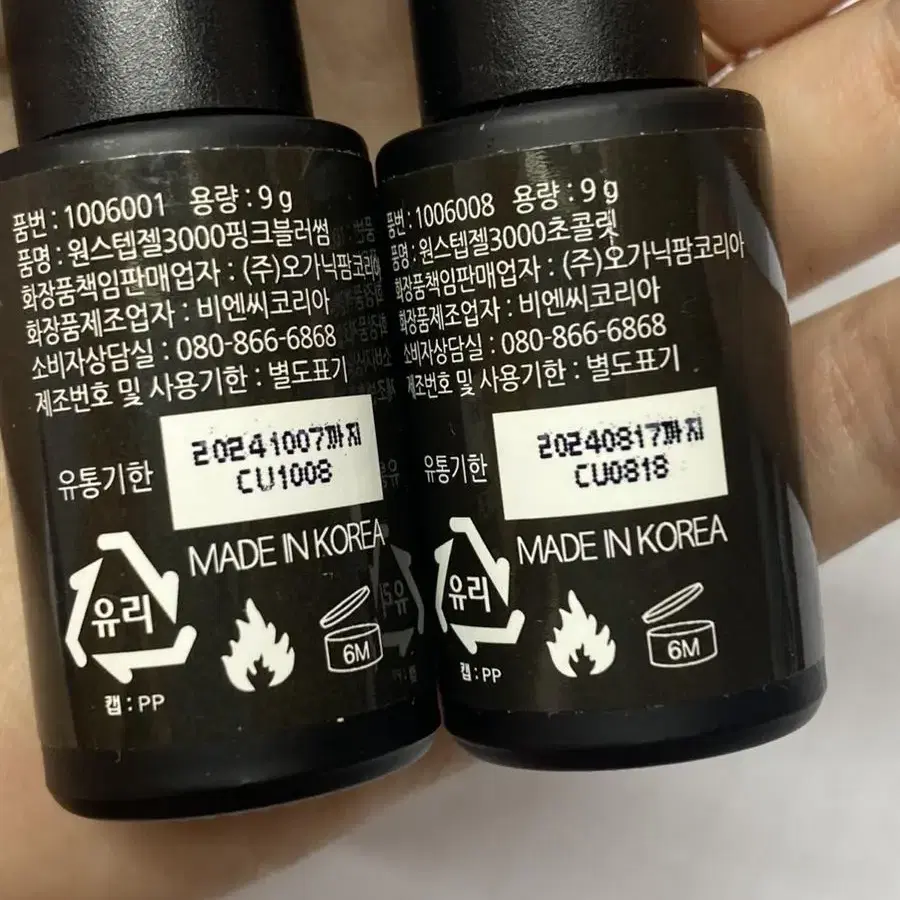 품번 : 1006001 용량 : 9 g
품명 : 원스텝젤3000핑크블러썸
화장품책임판매업자 : (주)오가닉팜코리아
화장품제조업자 : 비엔씨코리아
소비자상담실 : 080-866-6868
제조번호 및 사용기한 : 별도표기
유통기한
20241007까지
CU1008
MADE IN KOREA
유리
6M
캡 : PP
품번 : 1006008 용량 : 9 g
품명 : 원스텝젤3000초콜릿
화장품책임판매업자 : (주)오가닉팜코리아
화장품제조업자 : 비엔씨코리아
소비자상담실 : 080-866-6868
제조번호 및 사용기한 : 별도표기
유통기한
20240817까지
CU0818
MADE IN KOREA
유리
6M
캡 : PP